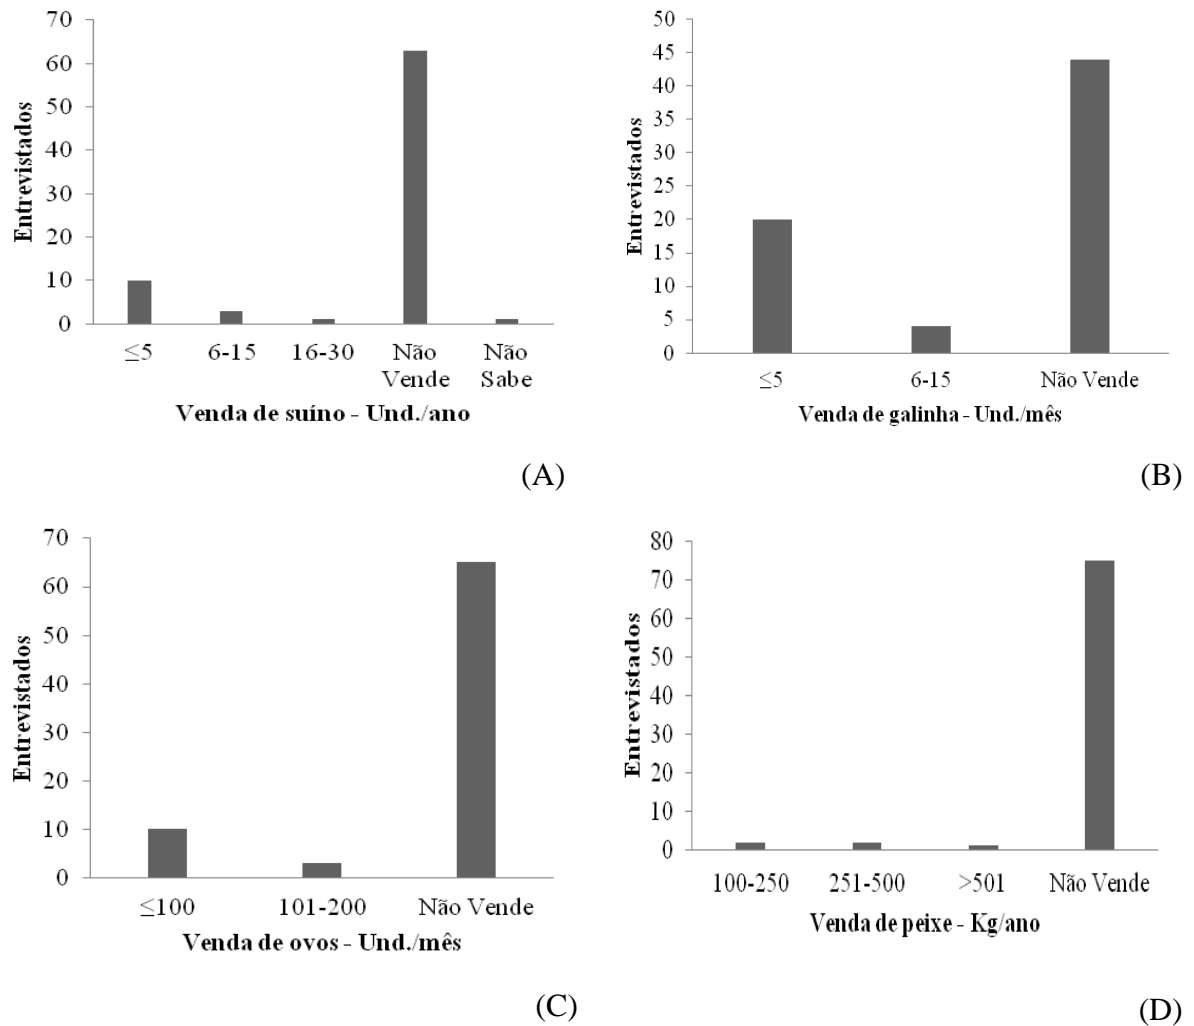 70
60
50
40
30
20
10
0
Entrevistados
≤5 6-15 16-30 Não Vende Não Sabe
Venda de suíno - Und./ano
(A)
50
45
40
35
30
25
20
15
10
5
0
Entrevistados
≤5 6-15 Não Vende
Venda de galinha - Und./mês
(B)
70
60
50
40
30
20
10
0
Entrevistados
≤100 101-200 Não Vende
Venda de ovos - Und./mês
(C)
80
70
60
50
40
30
20
10
0
Entrevistados
100-250 251-500 >501 Não Vende
Venda de peixe - Kg/ano
(D)